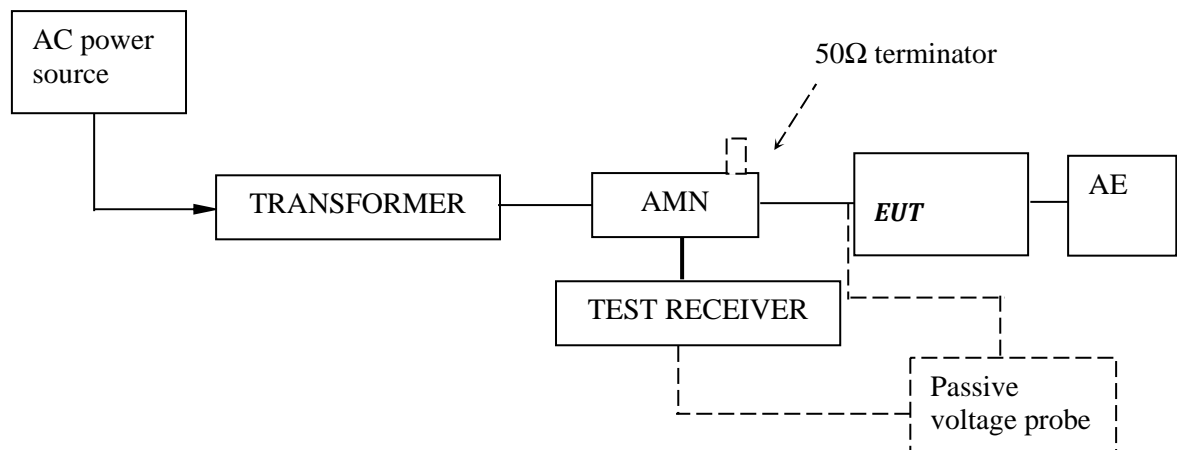 AC power
source
50Ω terminator
TRANSFORMER
AMN
EUT
AE
TEST RECEIVER
Passive
voltage probe